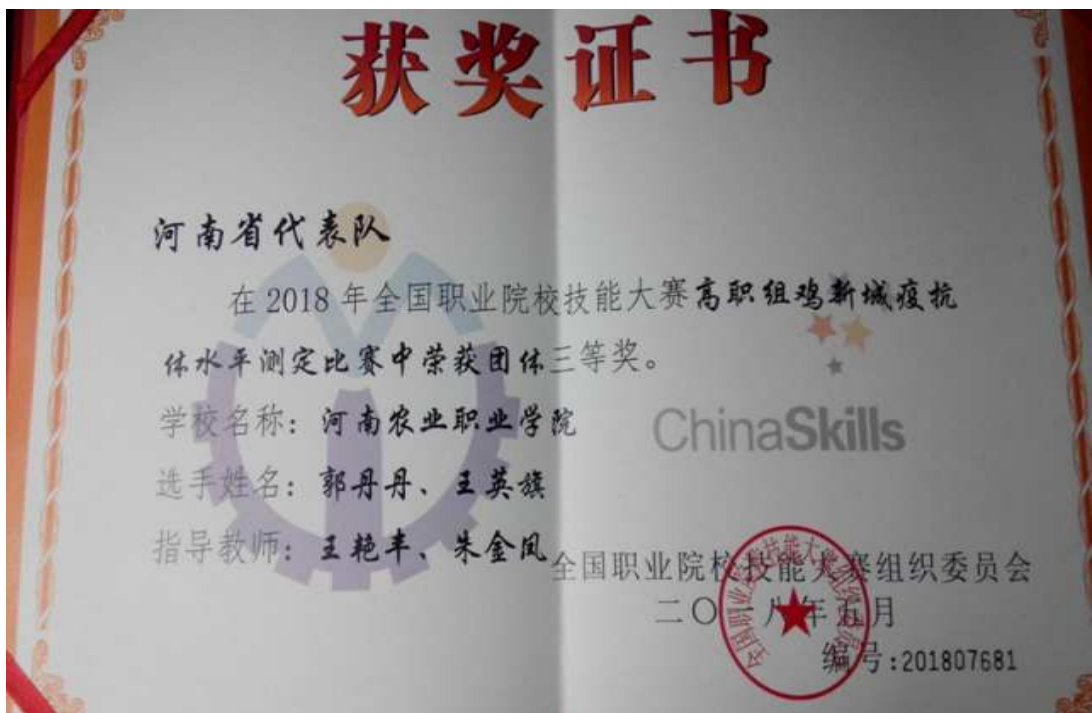 获奖证书
河南省代表队
在2018年全国职业院校技能大赛高职组鸡新城疫抗
体水平测定比赛中荣获团体三等奖。
学校名称：河南农业职业学院
ChinaSkills
选手姓名：郭丹丹、王英旗
指导教师：王艳丰、朱金凤
全国职业院校技能大赛组织委员会
二〇一八年五月
编号:201807681